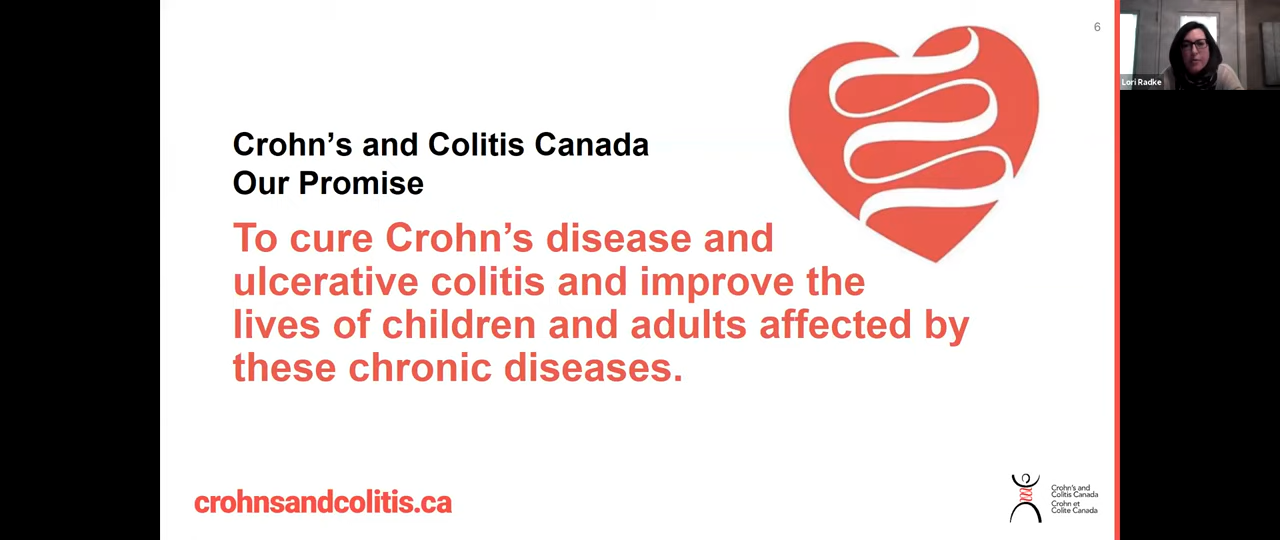 6
Lori Radke
Crohn’s and Colitis Canada
Our Promise
To cure Crohn’s disease and
ulcerative colitis and improve the
lives of children and adults affected by
these chronic diseases.
crohnsandcolitis.ca
Crohn's and
Colitis Canada
Crohn et
Colite Canada